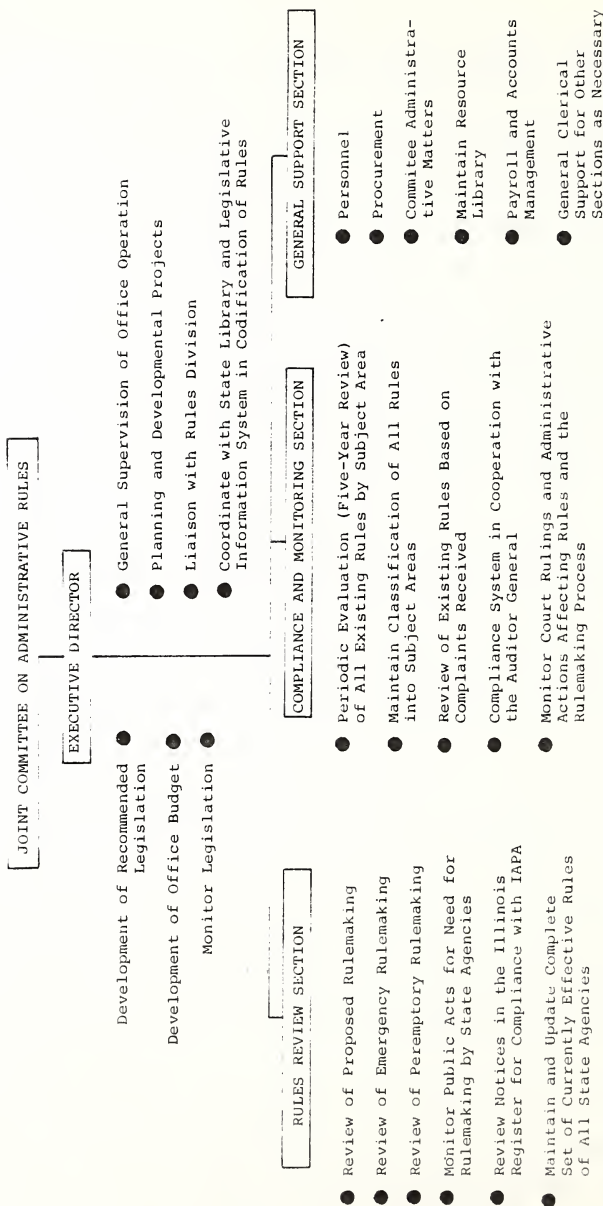 JOINT COMMITTEE ON ADMINISTRATIVE RULES
EXECUTIVE DIRECTOR
Development of Recommended
Legislation
Development of Office Budget
Monitor Legislation
General Supervision of Office Operation
Planning and Developmental Projects
Liaison with Rules Division
Coordinate with State Library and Legislative
Information System in Codification of Rules
RULES REVIEW SECTION
Review of Proposed Rulemaking
Review of Emergency Rulemaking
Review of Peremptory Rulemaking
Monitor Public Acts for Need for
Rulemaking by State Agencies
Review Notices in the Illinois
Register for Compliance with IAPA
Maintain and Update Complete
Set of Currently Effective Rules
of All State Agencies
COMPLIANCE AND MONITORING SECTION
Periodic Evaluation (Five-Year Review)
of All Existing Rules by Subject Area
Maintain Classification of All Rules
into Subject Areas
Review of Existing Rules Based on
Complaints Received
Compliance System in Cooperation with
the Auditor General
Monitor Court Rulings and Administrative
Actions Affecting Rules and the
Rulemaking Process
GENERAL SUPPORT SECTION
Personnel
Procurement
Commitee Administra-
tive Matters
Maintain Resource
Library
Payroll and Accounts
Management
General Clerical
Support for Other
Sections as Necessary